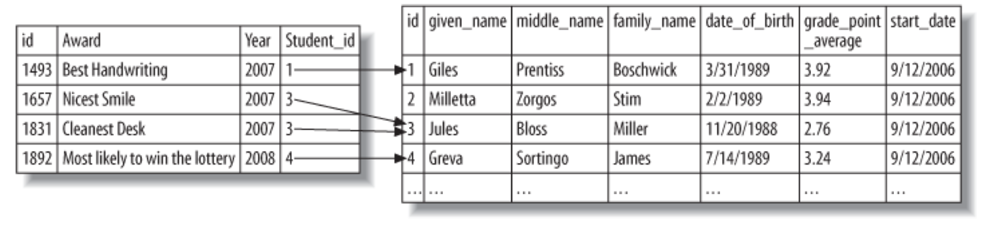 id Award Year Student_id
1493 Best Handwriting 2007 1
1657 Nicest Smile 2007 3
1831 Cleanest Desk 2007 3
1892 Most likely to win the lottery 2008 4
id given_name middle_name family_name date_of_birth grade_point start_date
_average
1 Giles Prentiss Boschwick 3/31/1989 3.92 9/12/2006
2 Milletta Zorgos Stim 2/2/1989 3.94 9/12/2006
3 Jules Bloss Miller 11/20/1988 2.76 9/12/2006
4 Greva Sortingo James 7/14/1989 3.24 9/12/2006
... ... ... ... ... ... ...